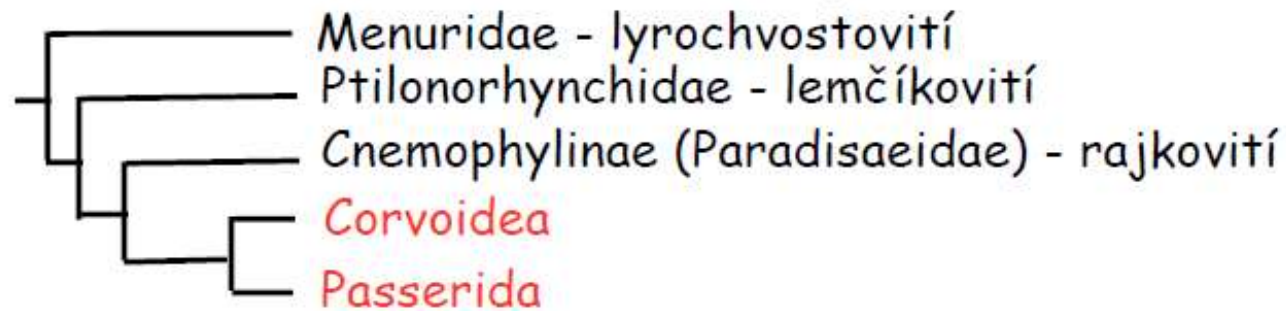 Menuridae - lyrochvostovití
Ptilonorhynchidae - lemčíkovití
Cnemophylinae (Paradisaeidae) - rajkovití
Corvoidea
Passerida